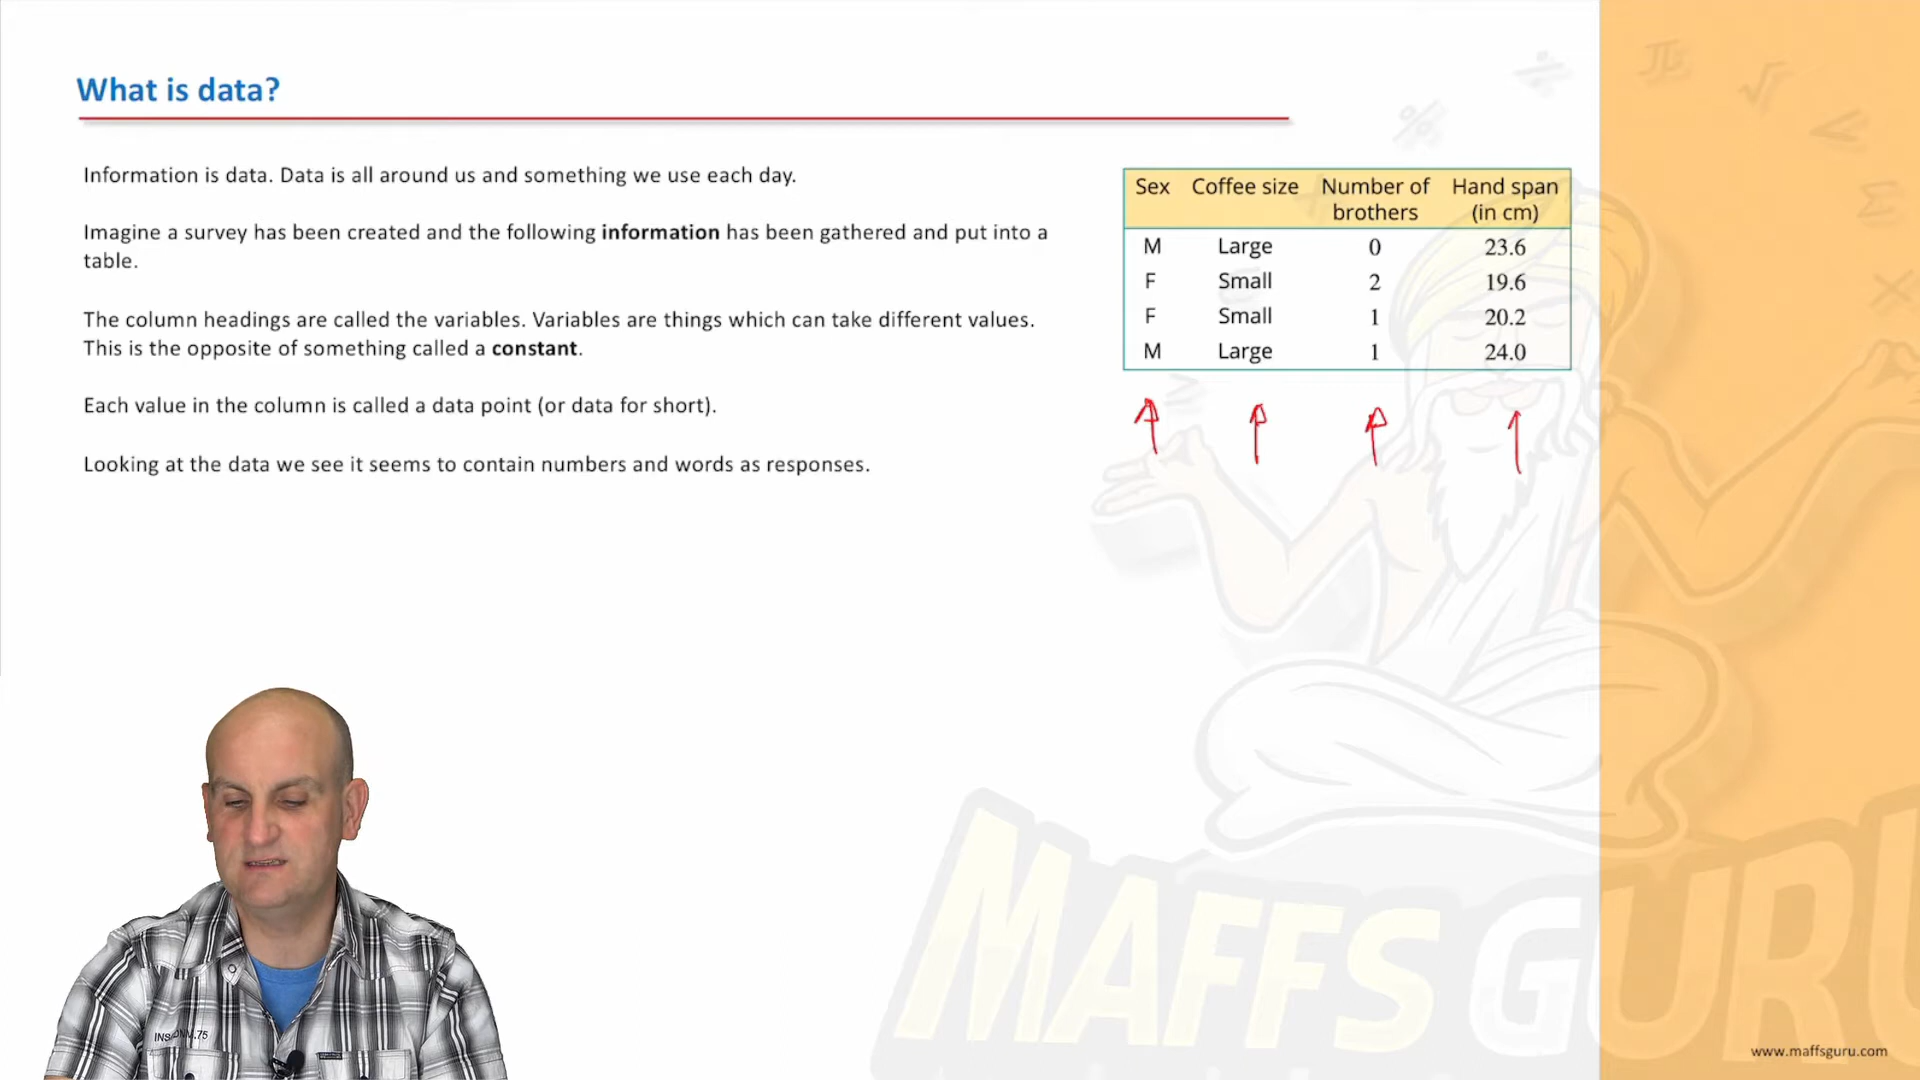 What is data?
Information is data. Data is all around us and something we use each day.
Imagine a survey has been created and the following information has been gathered and put into a
table.
The column headings are called the variables. Variables are things which can take different values.
This is the opposite of something called a constant.
Each value in the column is called a data point (or data for short).
Looking at the data we see it seems to contain numbers and words as responses.
Sex Coffee size Number of brothers Hand span (in cm)
M Large 0 23.6
F Small 2 19.6
F Small 1 20.2
M Large 1 24.0
MAFFS GURU
www.maffsguru.com